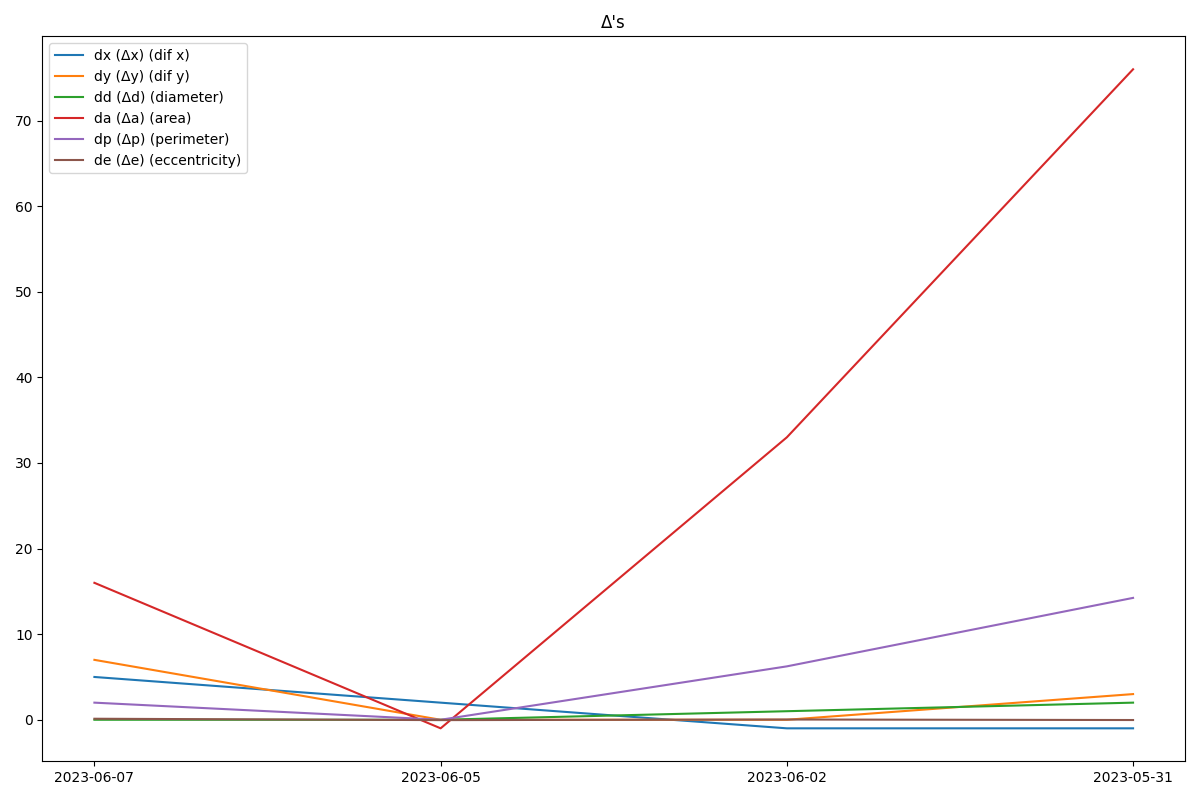 Δ's
dx (Δx) (dif x)
dy (Δy) (dif y)
dd (Δd) (diameter)
da (Δa) (area)
dp (Δp) (perimeter)
de (Δe) (eccentricity)
70
60
50
40
30
20
10
0
2023-06-07 2023-06-05 2023-06-02 2023-05-31